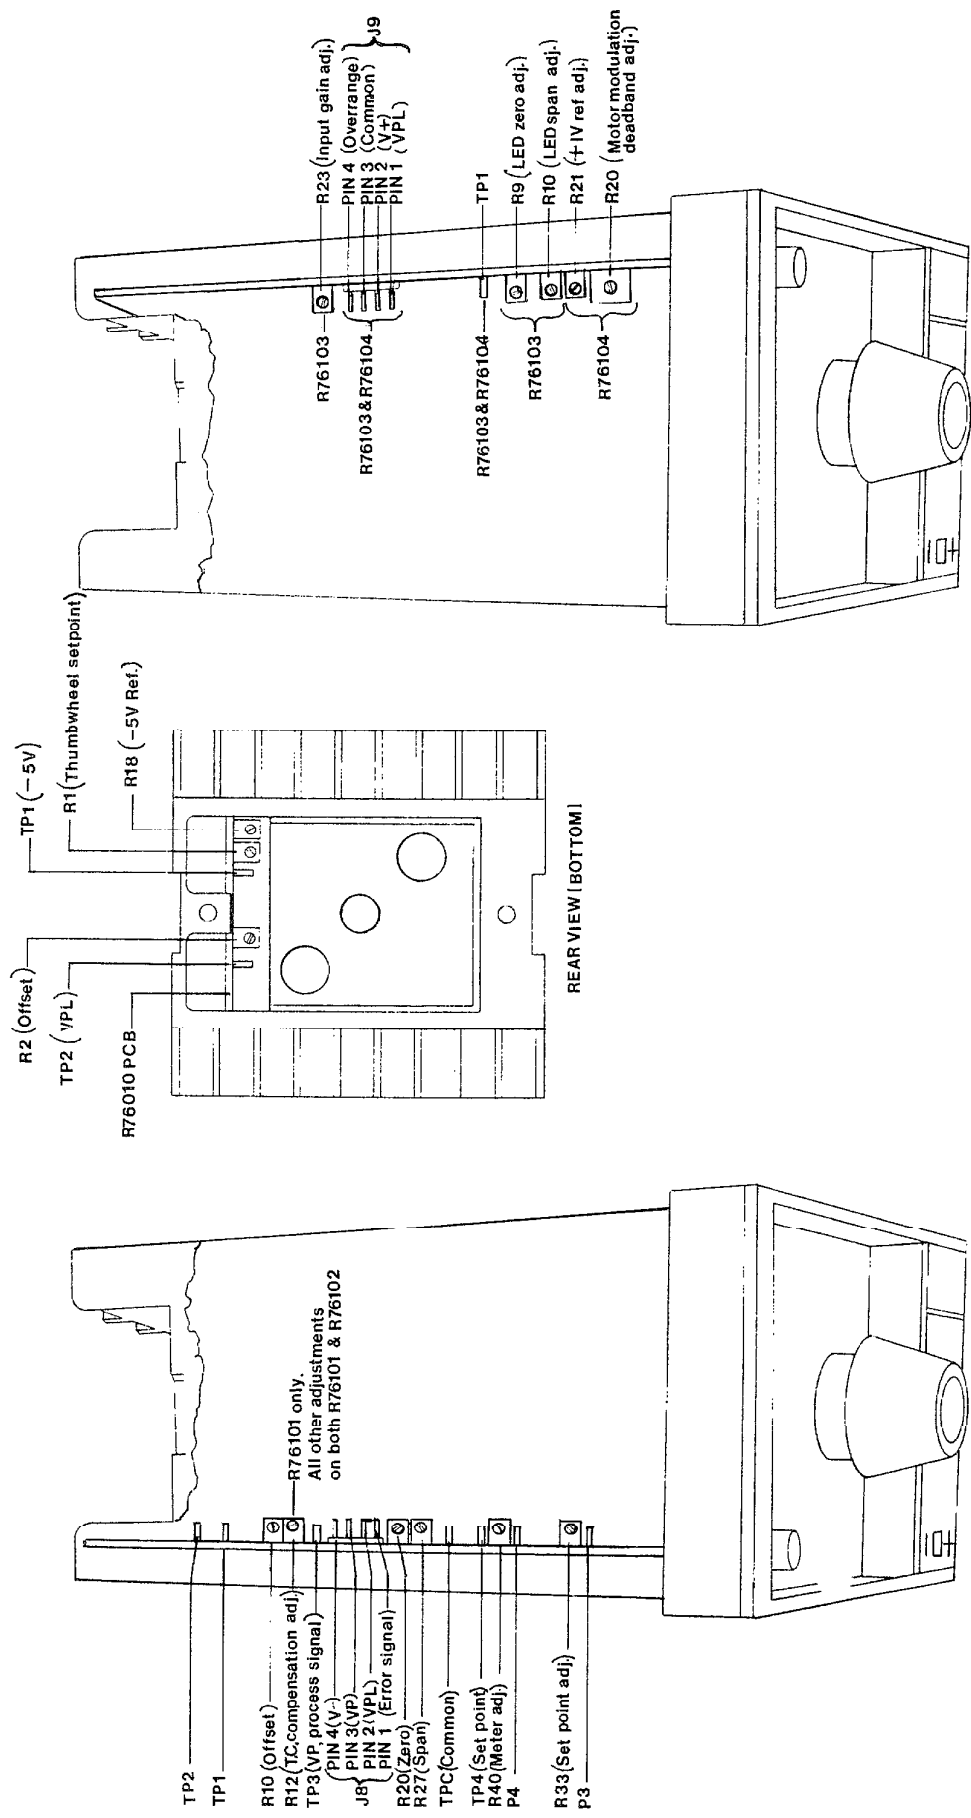 TP2
TP1
R10 (Offset)
R12 (T.C. compensation adj)
TP3 (VP, process signal)
J8
PIN 4 (V-)
PIN 3 (VP)
PIN 2 (VPL)
PIN 1 (Error signal)
R20 (Zero)
R27 (Span)
TPC (Common)
TP4 (Set point)
R40 (Meter adj.)
P4
R33 (Set point adj.)
P3
R76101 only.
All other adjustments
on both R76101 & R76102
- +
R2 (Offset)
TP2 (VPL)
R76010 PCB
TP1 (-5V)
R1 (Thumbwheel setpoint)
R18 (-5V Ref.)
REAR VIEW [BOTTOM]
R76103
R76103 & R76104
R76103 & R76104
R76103
R76104
R23 (Input gain adj.)
PIN 4 (Overrange)
PIN 3 (Common)
PIN 2 (V+)
PIN 1 (VPL)
J9
TP1
R9 (LED zero adj.)
R10 (LED span adj.)
R21 (+IV ref adj.)
R20 (Motor modulation
deadband adj.)
- +